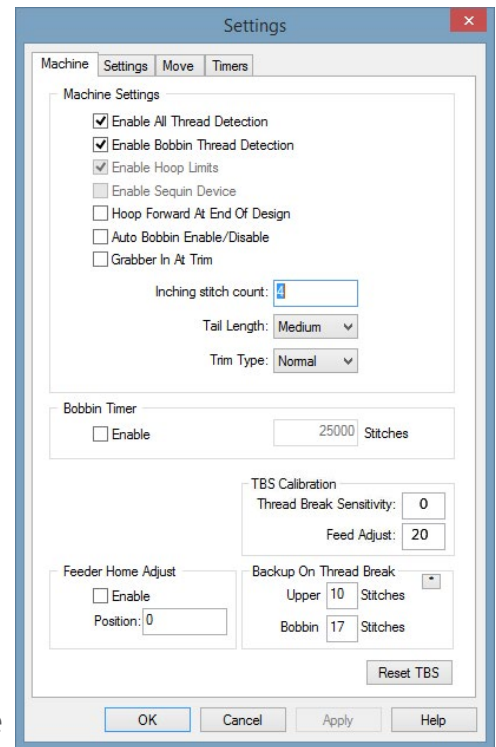 Settings
Machine Settings Move Timers
Machine Settings
Enable All Thread Detection
Enable Bobbin Thread Detection
Enable Hoop Limits
Enable Sequin Device
Hoop Forward At End Of Design
Auto Bobbin Enable/Disable
Grabber In At Trim
Inching stitch count: 4
Tail Length: Medium
Trim Type: Normal
Bobbin Timer
Enable 25000 Stitches
TBS Calibration
Thread Break Sensitivity: 0
Feed Adjust: 20
Feeder Home Adjust
Enable
Position: 0
Backup On Thread Break *
Upper 10 Stitches
Bobbin 17 Stitches
Reset TBS
OK Cancel Apply Help